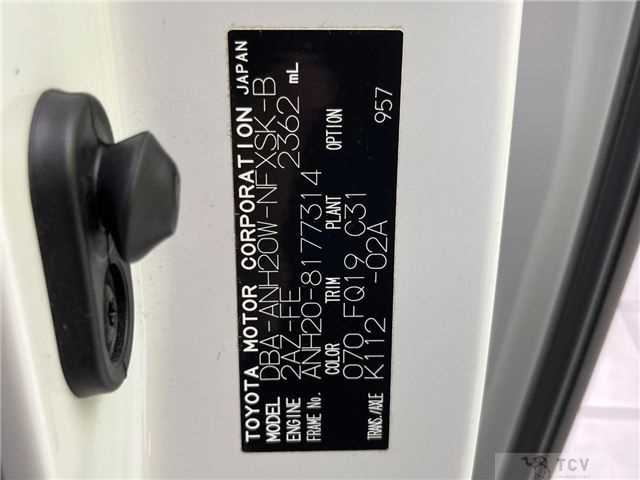 TOYOTA MOTOR CORPORATION JAPAN
MODEL DBA-ANH20W-NFXSK-B
ENGINE 2AZ-FE 2362 mL
FRAME No. ANH20-8177314
COLOR TRIM PLANT OPTION
070 FQ19 C31 957
TRANS./AXLE K112 -02A
TCV